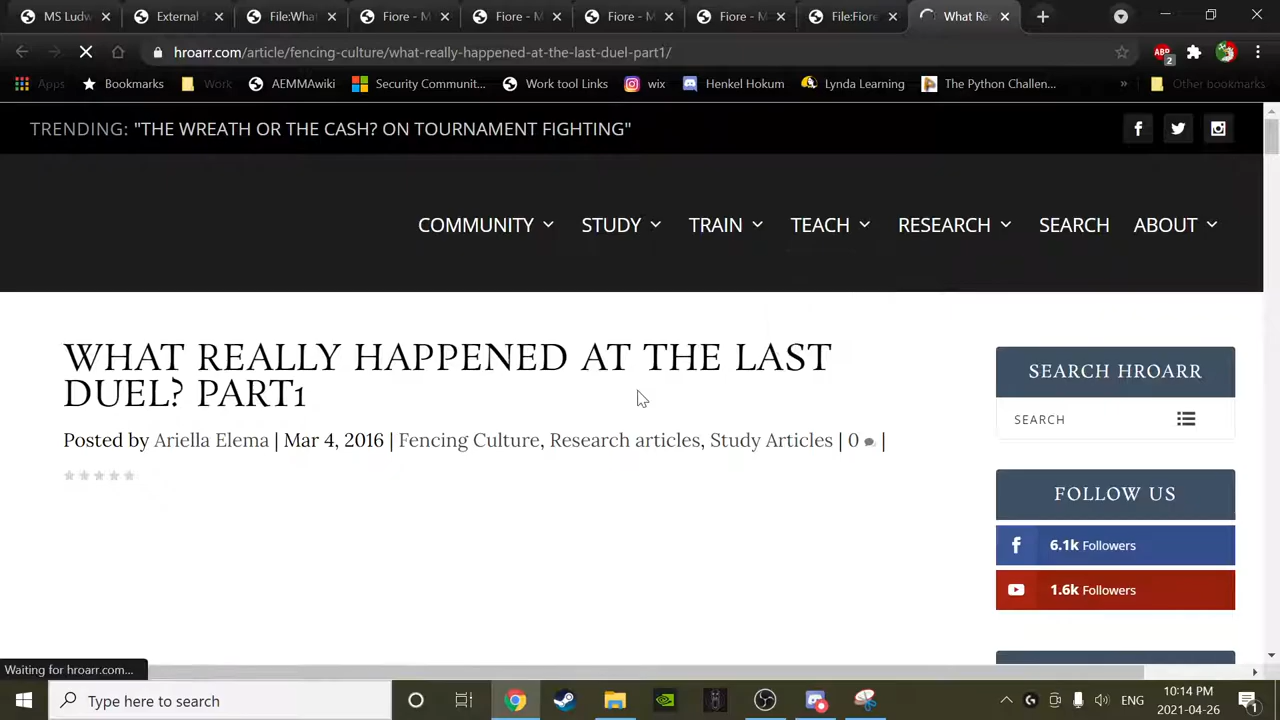 MS Ludw
External
File:Wha
Fiore - M
Fiore - M
Fiore - M
Fiore - M
File:Fiore
What Re
hroarr.com/article/fencing-culture/what-really-happened-at-the-last-duel-part1/
ABP
2
Apps
Bookmarks
Work
AEMMAwiki
Security Communit...
Work tool Links
wix
Henkel Hokum
Lynda Learning
The Python Challen...
»
Other bookmarks
TRENDING: "THE WREATH OR THE CASH? ON TOURNAMENT FIGHTING"
COMMUNITY
STUDY
TRAIN
TEACH
RESEARCH
SEARCH
ABOUT
WHAT REALLY HAPPENED AT THE LAST
DUEL? PART1
Posted by Ariella Elema | Mar 4, 2016 | Fencing Culture, Research articles, Study Articles | 0 |
SEARCH HROARR
SEARCH
FOLLOW US
6.1k Followers
1.6k Followers
Waiting for hroarr.com...
Type here to search
ENG
10:14 PM
2021-04-26
1